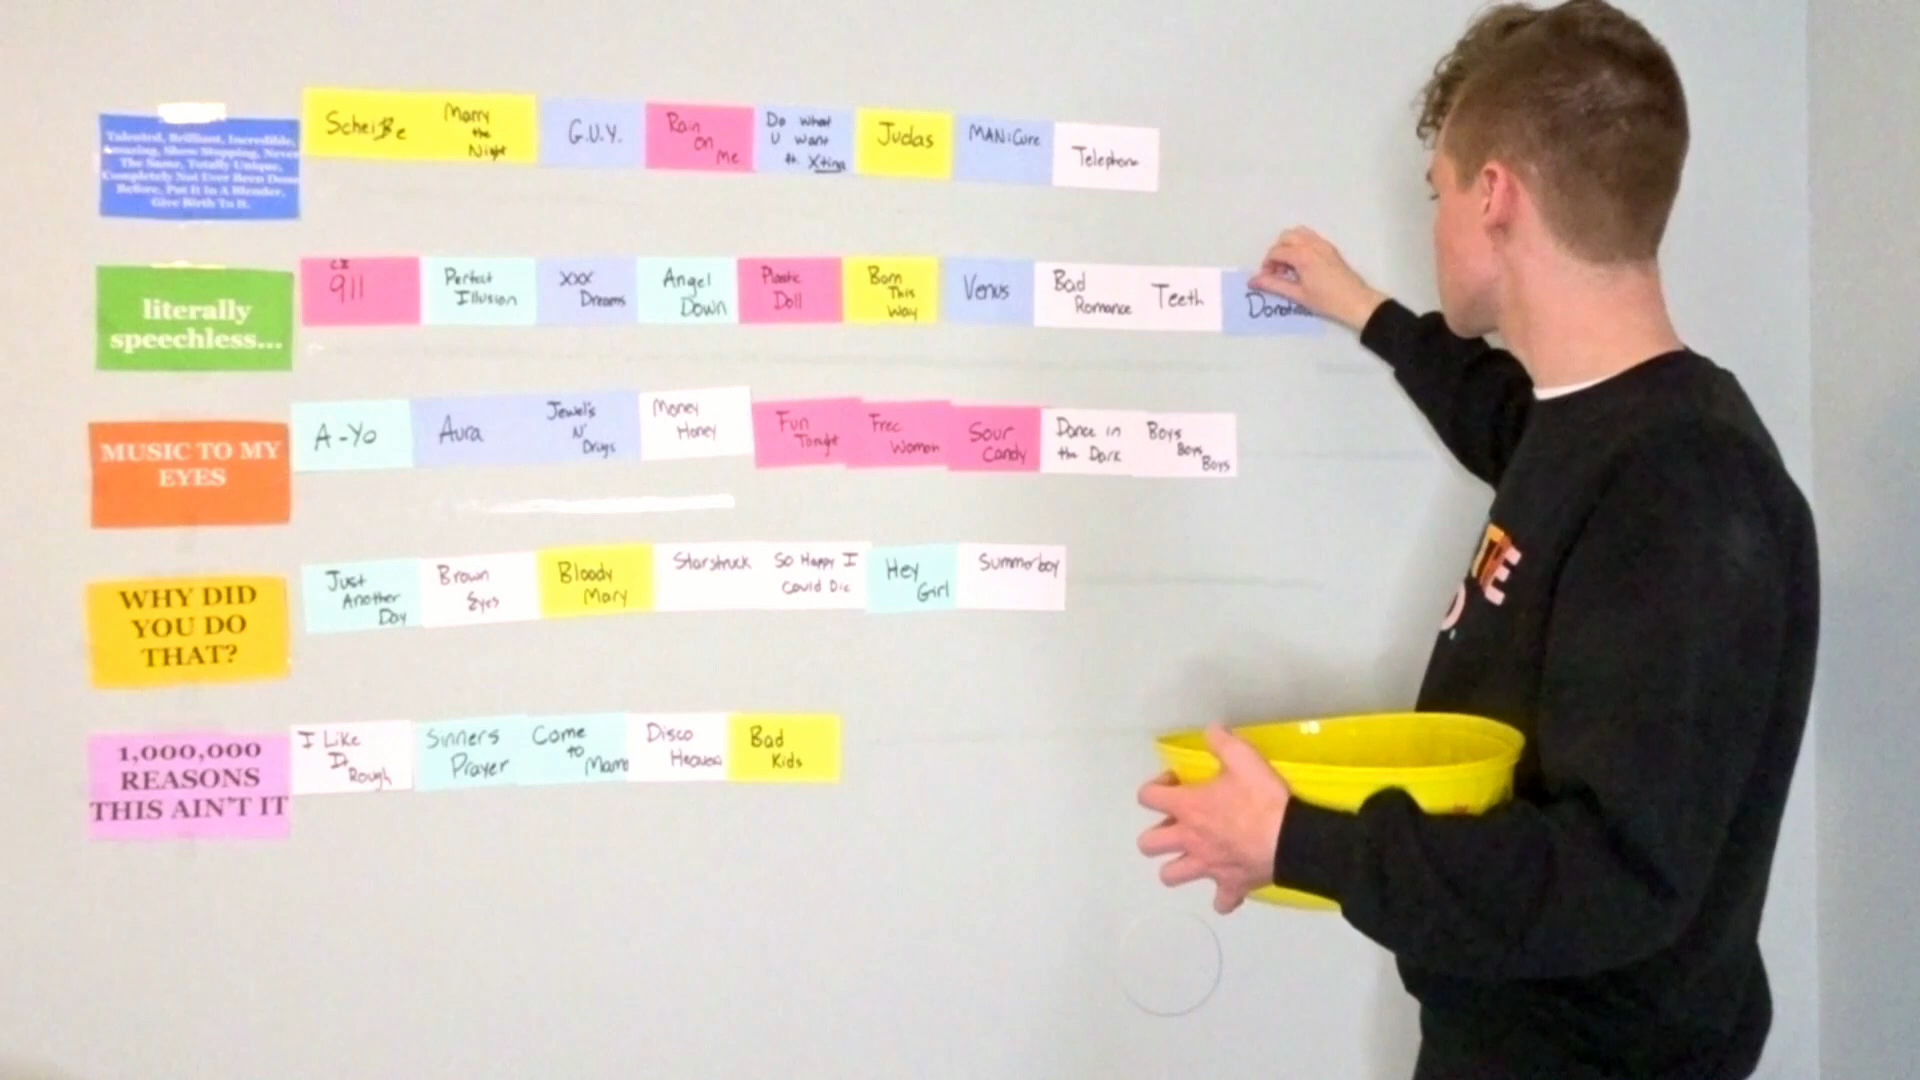 Talented, Brilliant, Incredible,
Amazing, Show Stopping, Never
The Same, Totally Unique,
Completely Not Ever Been Done
Before, Put It In A Blender,
Give Birth To It.
Scheiße
Marry
the
Night
G.U.Y.
Rain
on
Me
Do What
U Want
ft. Xtina
Judas
MANiCure
Telephone
literally
speechless...
911
Perfect
Illusion
XXX
Dreams
Angel
Down
Plastic
Doll
Born
This
Way
Venus
Bad
Romance
Teeth
Donatel
MUSIC TO MY
EYES
A-Yo
Aura
Jewel's
N'
Drugs
Money
Honey
Fun
Tonight
Free
Woman
Sour
Candy
Dance in
the Dark
Boys
Boys
Boys
WHY DID
YOU DO
THAT?
Just
Another
Day
Brown
Eyes
Bloody
Mary
Starstruck
So Happy I
Could Die
Hey
Girl
Summerboy
1,000,000
REASONS
THIS AIN'T IT
I Like
It
Rough
Sinners
Prayer
Come
to
Mama
Disco
Heaven
Bad
Kids